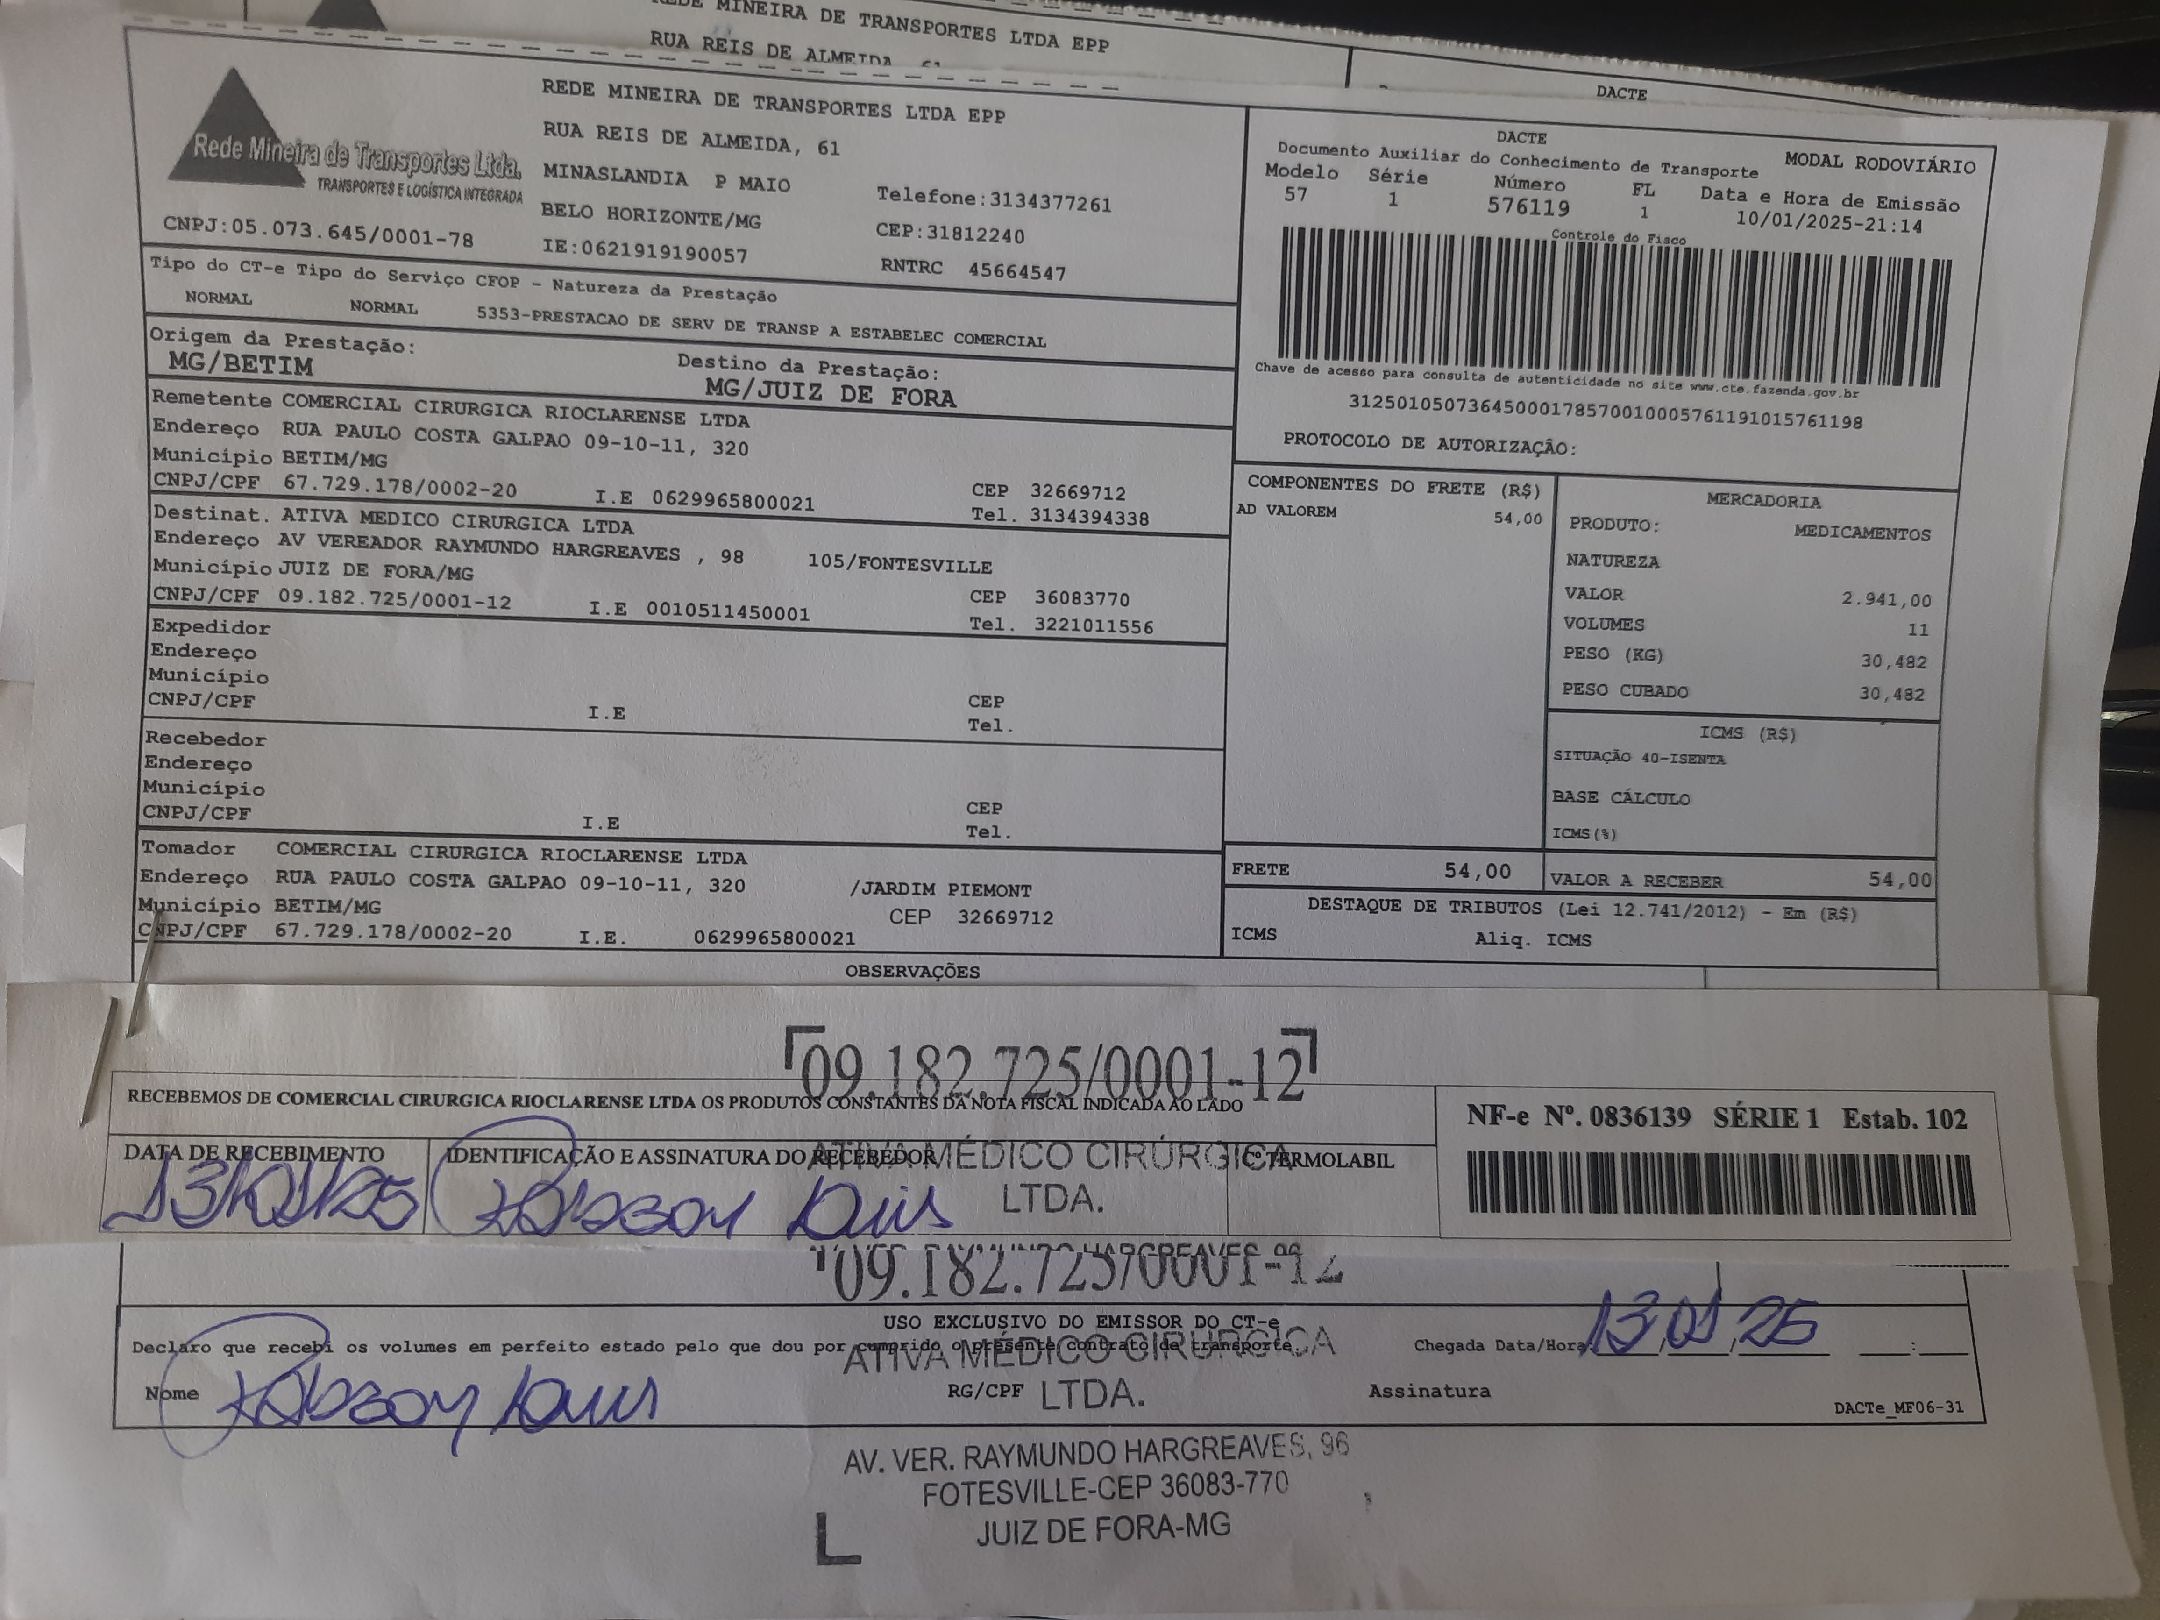 MINEIRA DE TRANSPORTES LTDA EPP
RUA REIS DE ALMEIDA
DACTE
Rede Mineira de Transportes Ltda.
TRANSPORTES E LOGÍSTICA INTEGRADA
CNPJ:05.073.645/0001-78
REDE MINEIRA DE TRANSPORTES LTDA EPP
RUA REIS DE ALMEIDA, 61
MINASLANDIA P MAIO
BELO HORIZONTE/MG
IE:0621919190057
Telefone:3134377261
CEP:31812240
RNTRC 45664547
DACTE
Documento Auxiliar do Conhecimento de Transporte
MODAL RODOVIÁRIO
Modelo Série Número FL Data e Hora de Emissão
57 1 576119 1 10/01/2025-21:14
Controle do Fisco
Chave de acesso para consulta de autenticidade no site www.cte.fazenda.gov.br
31250105073645000178570010005761191015761198
PROTOCOLO DE AUTORIZAÇÃO:
Tipo do CT-e Tipo do Serviço CFOP - Natureza da Prestação
NORMAL NORMAL 5353-PRESTACAO DE SERV DE TRANSP A ESTABELEC COMERCIAL
Origem da Prestação: Destino da Prestação:
MG/BETIM MG/JUIZ DE FORA
Remetente COMERCIAL CIRURGICA RIOCLARENSE LTDA
Endereço RUA PAULO COSTA GALPAO 09-10-11, 320
Município BETIM/MG CEP 32669712
CNPJ/CPF 67.729.178/0002-20 I.E 0629965800021 Tel. 3134394338
Destinat. ATIVA MEDICO CIRURGICA LTDA
Endereço AV VEREADOR RAYMUNDO HARGREAVES , 98 105/FONTESVILLE
Município JUIZ DE FORA/MG CEP 36083770
CNPJ/CPF 09.182.725/0001-12 I.E 0010511450001 Tel. 3221011556
Expedidor
Endereço
Município CEP
CNPJ/CPF I.E Tel.
Recebedor
Endereço
Município CEP
CNPJ/CPF I.E Tel.
Tomador COMERCIAL CIRURGICA RIOCLARENSE LTDA
Endereço RUA PAULO COSTA GALPAO 09-10-11, 320 /JARDIM PIEMONT
Município BETIM/MG CEP 32669712
CNPJ/CPF 67.729.178/0002-20 I.E. 0629965800021
COMPONENTES DO FRETE (R$)
AD VALOREM 54,00
MERCADORIA
PRODUTO: MEDICAMENTOS
NATUREZA
VALOR 2.941,00
VOLUMES 11
PESO (KG) 30,482
PESO CUBADO 30,482
ICMS (R$)
SITUAÇÃO 40-ISENTA
BASE CÁLCULO
ICMS(%)
FRETE 54,00 VALOR A RECEBER 54,00
DESTAQUE DE TRIBUTOS (Lei 12.741/2012) - Em (R$)
ICMS Aliq. ICMS
OBSERVAÇÕES
09.182.725/0001-12
RECEBEMOS DE COMERCIAL CIRURGICA RIOCLARENSE LTDA OS PRODUTOS CONSTANTES DA NOTA FISCAL INDICADA AO LADO
NF-e Nº. 0836139 SÉRIE 1 Estab. 102
DATA DE RECEBIMENTO IDENTIFICAÇÃO E ASSINATURA DO RECEBEDOR TERMOLABIL
ATIVA MÉDICO CIRÚRGICA
LTDA.
13/01/25
HARGREAVES
09.182.725/0001-12
USO EXCLUSIVO DO EMISSOR DO CT-e
Declaro que recebi os volumes em perfeito estado pelo que dou por cumprido o presente contrato de transporte.
Chegada Data/Hora 13/01/25
ATIVA MÉDICO CIRÚRGICA
LTDA.
Nome RG/CPF Assinatura
DACTe_MF06-31
AV. VER. RAYMUNDO HARGREAVES, 96
FOTESVILLE-CEP 36083-770
JUIZ DE FORA-MG